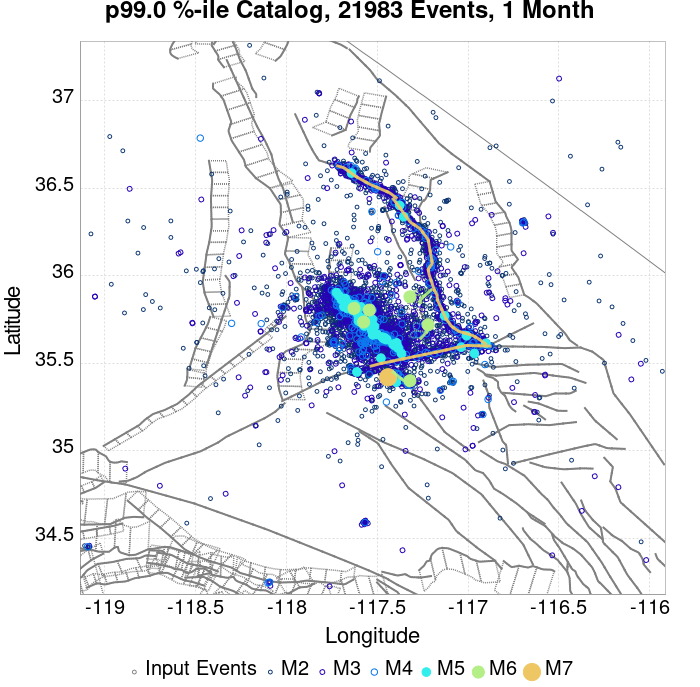 p99.0 %-ile Catalog, 21983 Events, 1 Month
37
36.5
36
35.5
35
34.5
Latitude
-119 -118.5 -118 -117.5 -117 -116.5 -116
Longitude
Input Events M2 M3 M4 M5 M6 M7